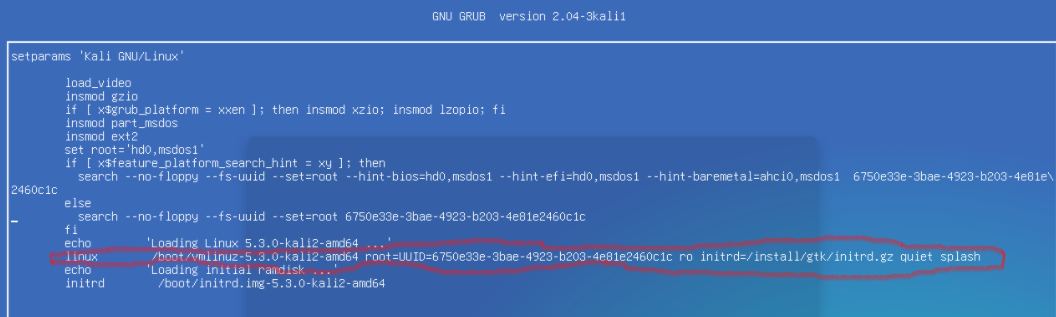 GNU GRUB  version 2.04-3kali1
setparams 'Kali GNU/Linux'
load_video
insmod gzio
if [ x$grub_platform = xxen ]; then insmod xzio; insmod lzopio; fi
insmod part_msdos
insmod ext2
set root='hd0,msdos1'
if [ x$feature_platform_search_hint = xy ]; then
search --no-floppy --fs-uuid --set=root --hint-bios=hd0,msdos1 --hint-efi=hd0,msdos1 --hint-baremetal=ahci0,msdos1  6750e33e-3bae-4923-b203-4e81e\
2460c1c
else
search --no-floppy --fs-uuid --set=root 6750e33e-3bae-4923-b203-4e81e2460c1c
fi
echo 'Loading Linux 5.3.0-kali2-amd64 ...'
linux /boot/vmlinuz-5.3.0-kali2-amd64 root=UUID=6750e33e-3bae-4923-b203-4e81e2460c1c ro initrd=/install/gtk/initrd.gz quiet splash
echo 'Loading initial ramdisk ...'
initrd /boot/initrd.img-5.3.0-kali2-amd64